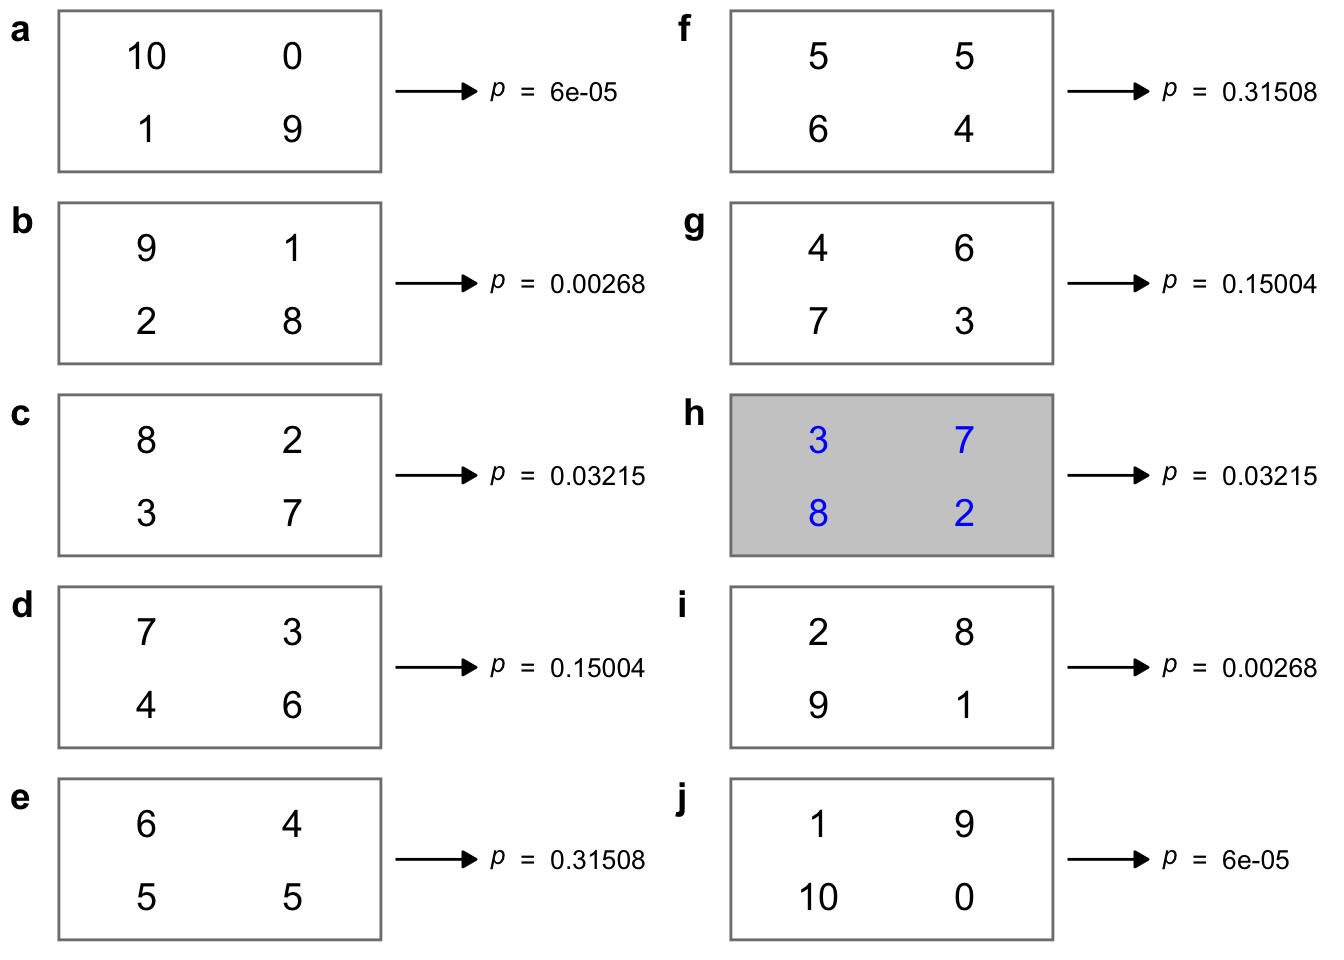 a
10 0
1 9
p = 6e-05
b
9 1
2 8
p = 0.00268
c
8 2
3 7
p = 0.03215
d
7 3
4 6
p = 0.15004
e
6 4
5 5
p = 0.31508
f
5 5
6 4
p = 0.31508
g
4 6
7 3
p = 0.15004
h
3 7
8 2
p = 0.03215
i
2 8
9 1
p = 0.00268
j
1 9
10 0
p = 6e-05